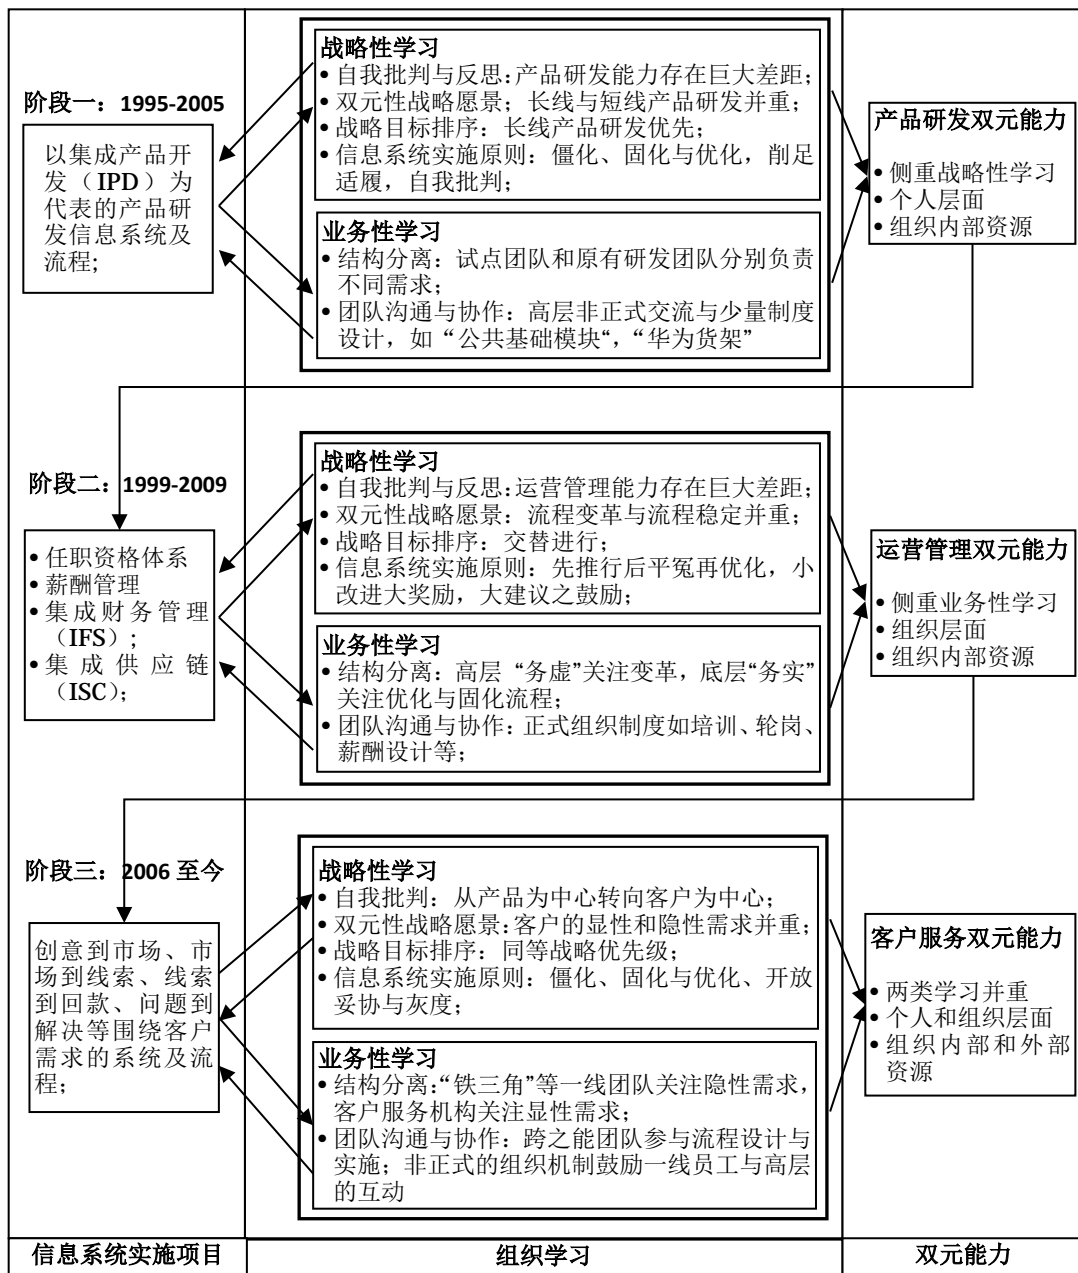 阶段一：1995-2005
以集成产品开
发（IPD）为
代表的产品研
发信息系统及
流程；
战略性学习
• 自我批判与反思：产品研发能力存在巨大差距；
• 双元性战略愿景；长线与短线产品研发并重；
• 战略目标排序：长线产品研发优先；
• 信息系统实施原则：僵化、固化与优化，削足
适履，自我批判；
业务性学习
• 结构分离：试点团队和原有研发团队分别负责
不同需求；
• 团队沟通与协作：高层非正式交流与少量制度
设计，如“公共基础模块“，“华为货架”
产品研发双元能力
• 侧重战略性学习
• 个人层面
• 组织内部资源
阶段二：1999-2009
• 任职资格体系
• 薪酬管理
• 集成财务管理
（IFS）；
• 集成供应链
（ISC）；
战略性学习
• 自我批判与反思：运营管理能力存在巨大差距；
• 双元性战略愿景：流程变革与流程稳定并重；
• 战略目标排序：交替进行；
• 信息系统实施原则：先推行后平冤再优化，小
改进大奖励，大建议之鼓励；
业务性学习
• 结构分离：高层 “务虚”关注变革，底层“务实”
关注优化与固化流程；
• 团队沟通与协作：正式组织制度如培训、轮岗、
薪酬设计等；
运营管理双元能力
• 侧重业务性学习
• 组织层面
• 组织内部资源
阶段三：2006 至今
创意到市场、市
场到线索、线索
到回款、问题到
解决等围绕客户
需求的系统及流
程；
战略性学习
• 自我批判：从产品为中心转向客户为中心；
• 双元性战略愿景：客户的显性和隐性需求并重；
• 战略目标排序：同等战略优先级；
• 信息系统实施原则：僵化、固化与优化、开放
妥协与灰度；
业务性学习
• 结构分离：“铁三角”等一线团队关注隐性需求，
客户服务机构关注显性需求；
• 团队沟通与协作：跨之能团队参与流程设计与
实施；非正式的组织机制鼓励一线员工与高层
的互动
客户服务双元能力
• 两类学习并重
• 个人和组织层面
• 组织内部和外部
资源
信息系统实施项目
组织学习
双元能力